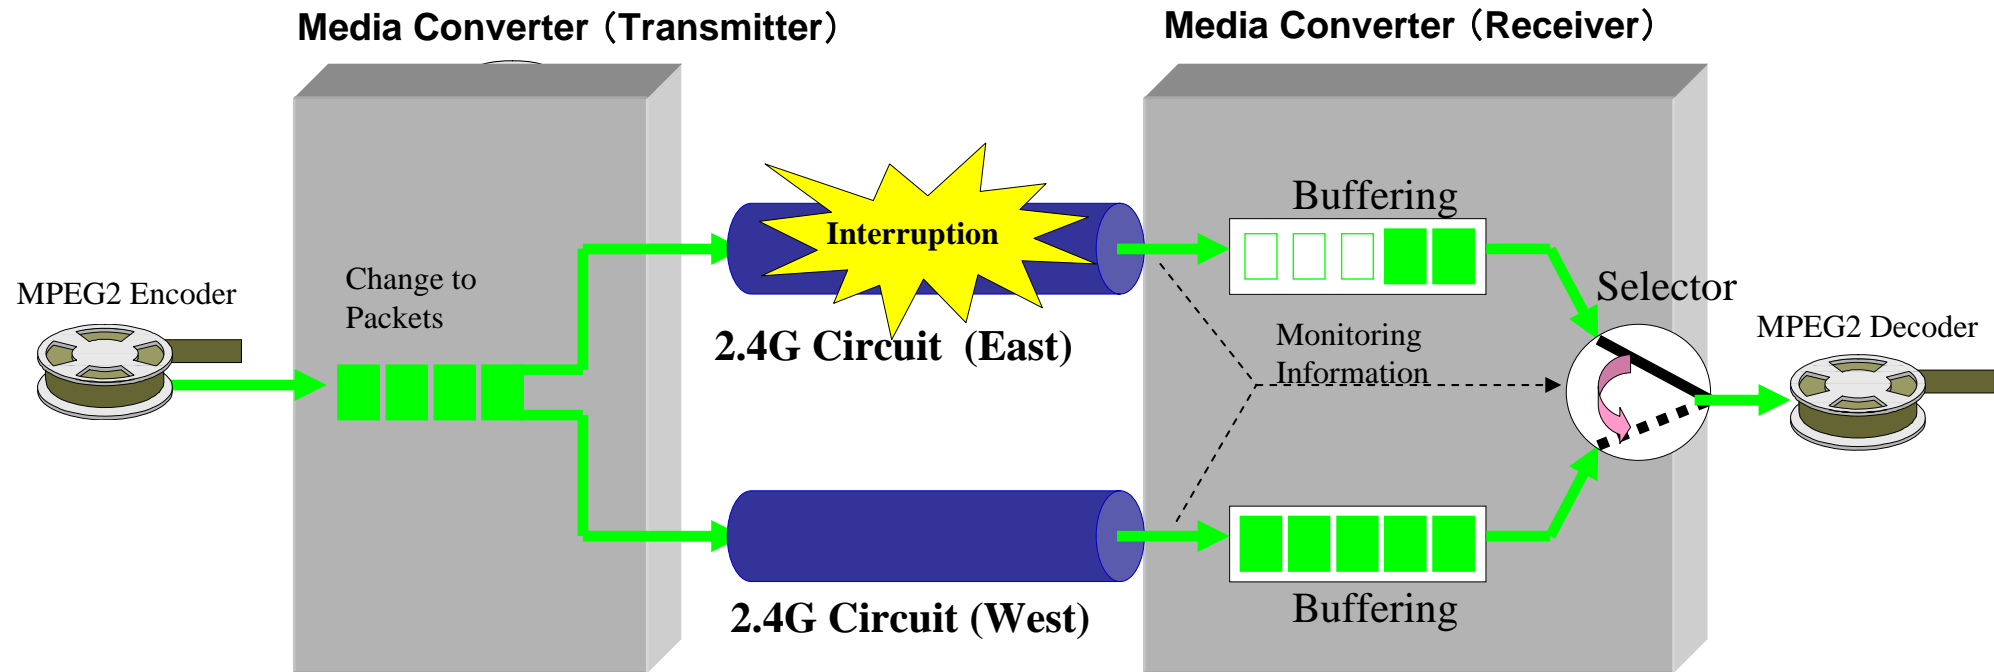 Media Converter（Transmitter）
Media Converter（Receiver）
MPEG2 Encoder
Change to
Packets
Interruption
2.4G Circuit (East)
2.4G Circuit (West)
Buffering
Monitoring
Information
Buffering
Selector
MPEG2 Decoder